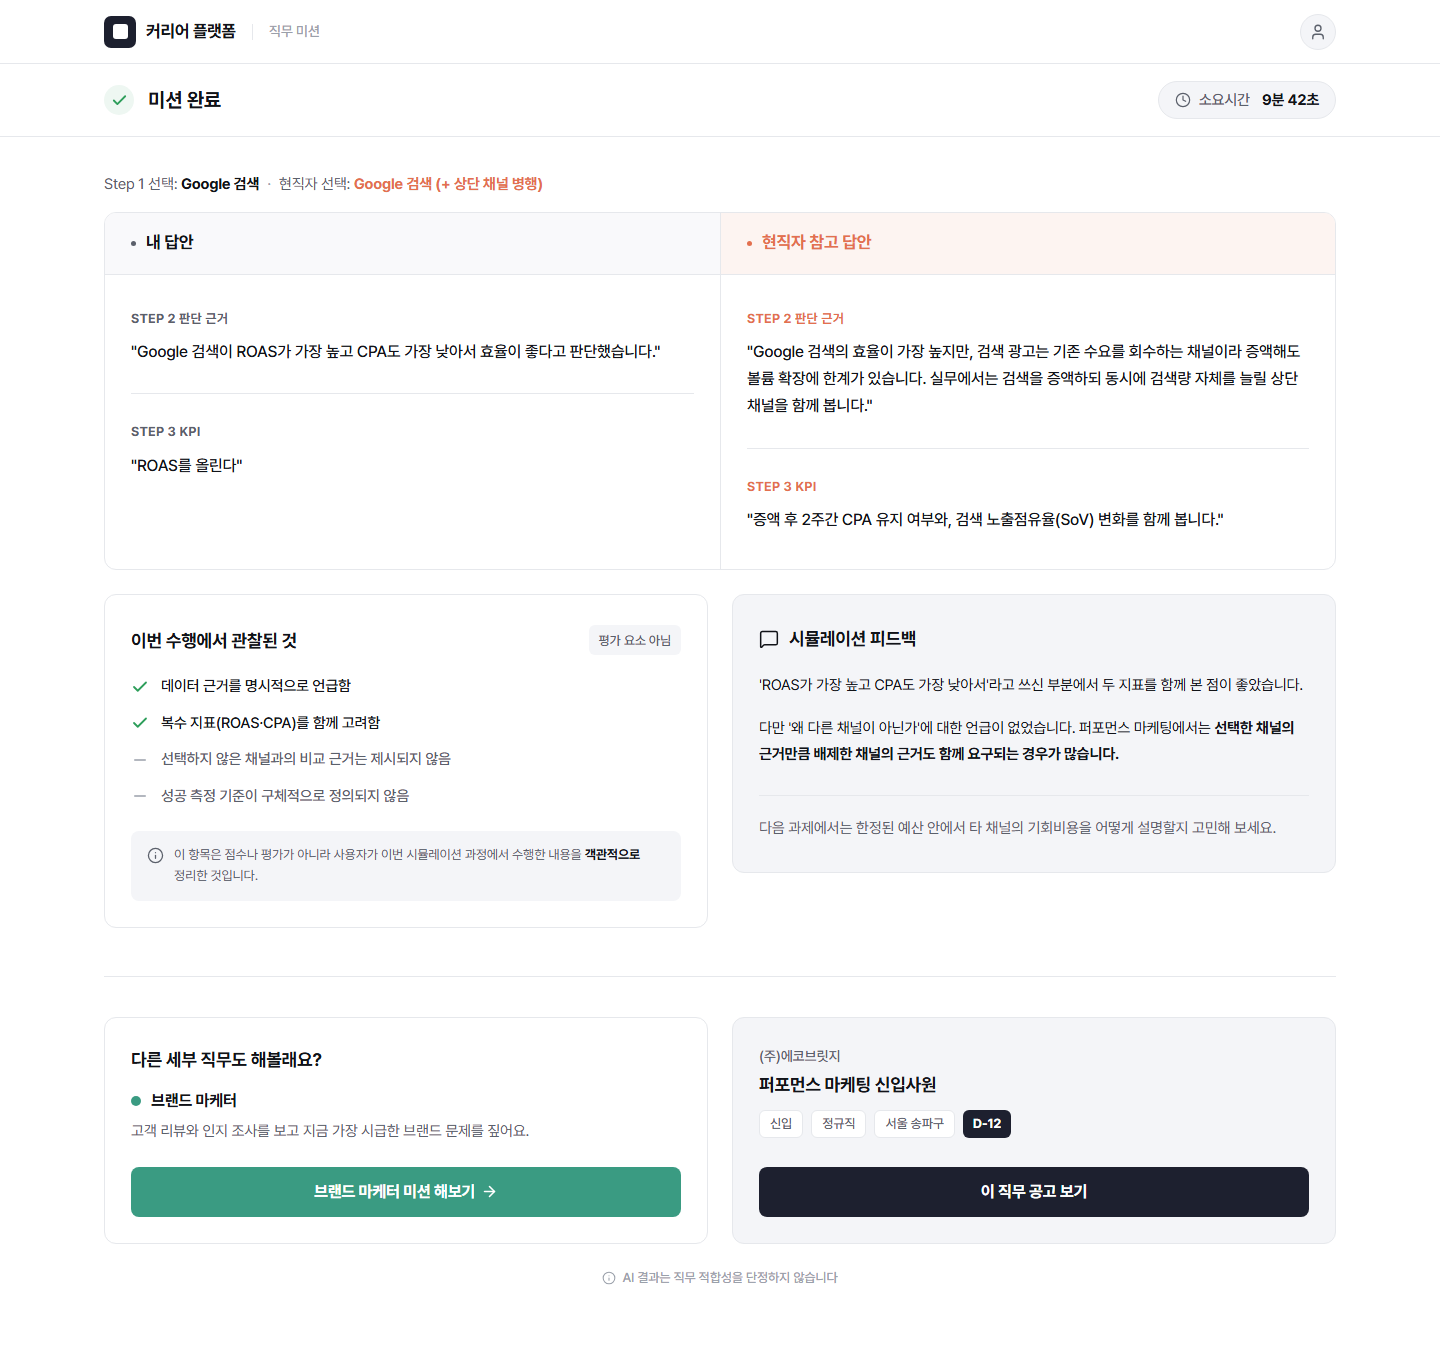 커리어 플랫폼 직무 미션
미션 완료
소요시간 9분 42초
Step 1 선택: Google 검색 · 현직자 선택: Google 검색 (+ 상단 채널 병행)
내 답안
STEP 2 판단 근거
"Google 검색이 ROAS가 가장 높고 CPA도 가장 낮아서 효율이 좋다고 판단했습니다."
STEP 3 KPI
"ROAS를 올린다"
현직자 참고 답안
STEP 2 판단 근거
"Google 검색의 효율이 가장 높지만, 검색 광고는 기존 수요를 회수하는 채널이라 증액해도
볼륨 확장에 한계가 있습니다. 실무에서는 검색을 증액하되 동시에 검색량 자체를 늘릴 상단
채널을 함께 봅니다."
STEP 3 KPI
"증액 후 2주간 CPA 유지 여부와, 검색 노출점유율(SoV) 변화를 함께 봅니다."
이번 수행에서 관찰된 것
평가 요소 아님
데이터 근거를 명시적으로 언급함
복수 지표(ROAS·CPA)를 함께 고려함
선택하지 않은 채널과의 비교 근거는 제시되지 않음
성공 측정 기준이 구체적으로 정의되지 않음
이 항목은 점수나 평가가 아니라 사용자가 이번 시뮬레이션 과정에서 수행한 내용을 객관적으로
정리한 것입니다.
시뮬레이션 피드백
'ROAS가 가장 높고 CPA도 가장 낮아서'라고 쓰신 부분에서 두 지표를 함께 본 점이 좋았습니다.
다만 '왜 다른 채널이 아닌가'에 대한 언급이 없었습니다. 퍼포먼스 마케팅에서는 선택한 채널의
근거만큼 배제한 채널의 근거도 함께 요구되는 경우가 많습니다.
다음 과제에서는 한정된 예산 안에서 타 채널의 기회비용을 어떻게 설명할지 고민해 보세요.
다른 세부 직무도 해볼래요?
브랜드 마케터
고객 리뷰와 인지 조사를 보고 지금 가장 시급한 브랜드 문제를 짚어요.
브랜드 마케터 미션 해보기
(주)에코브릿지
퍼포먼스 마케팅 신입사원
신입 정규직 서울 송파구 D-12
이 직무 공고 보기
AI 결과는 직무 적합성을 단정하지 않습니다